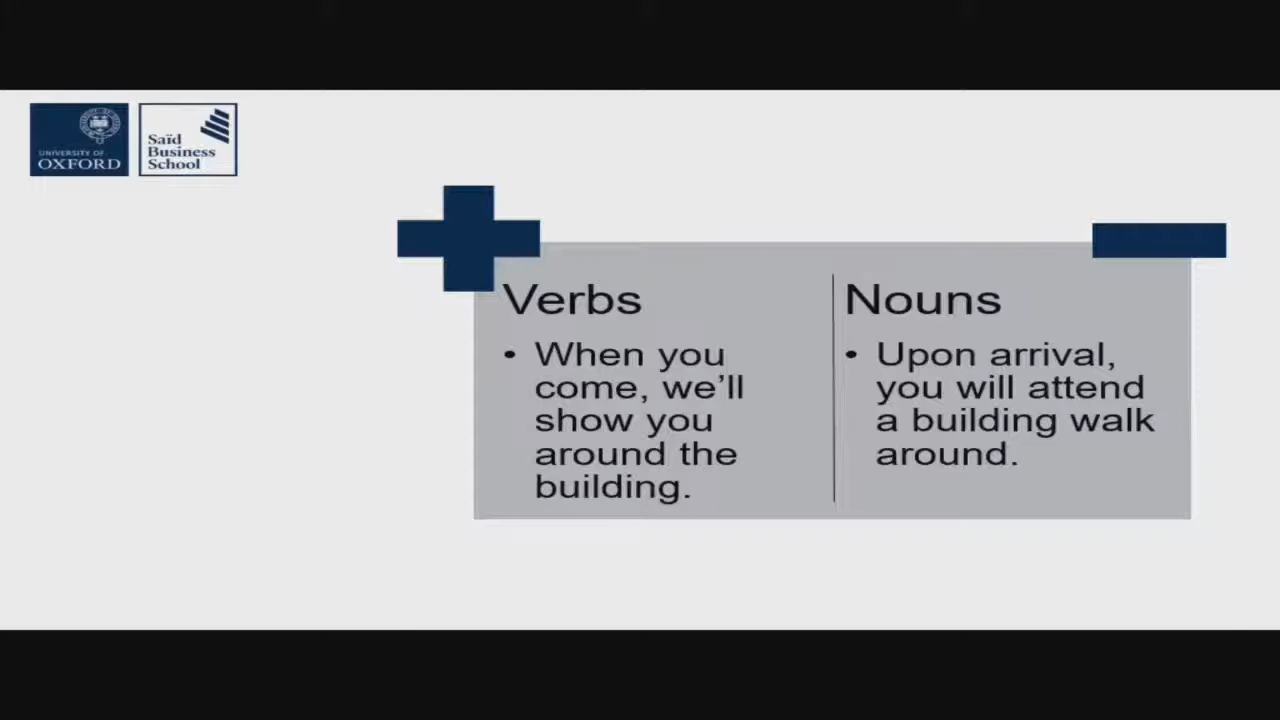 UNIVERSITY OF
OXFORD
Saïd
Business
School
Verbs
• When you
come, we’ll
show you
around the
building.
Nouns
• Upon arrival,
you will attend
a building walk
around.